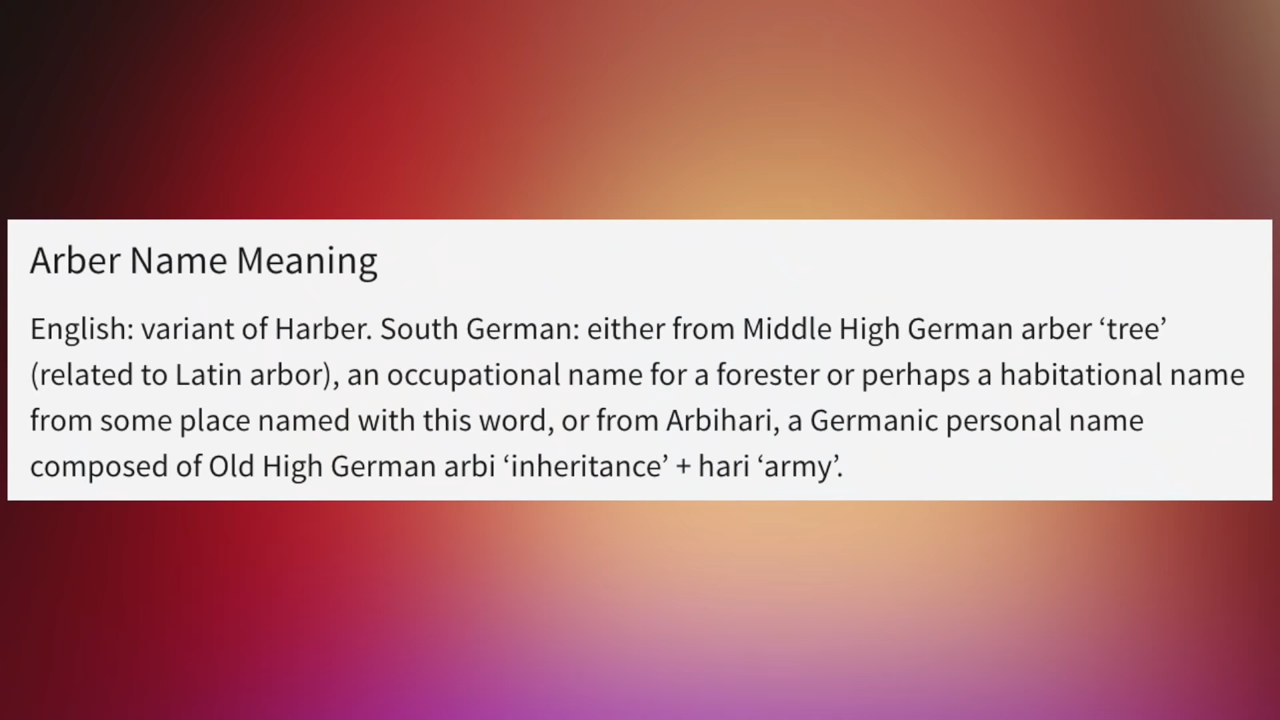 Arber Name Meaning
English: variant of Harber. South German: either from Middle High German arber ‘tree’
(related to Latin arbor), an occupational name for a forester or perhaps a habitational name
from some place named with this word, or from Arbihari, a Germanic personal name
composed of Old High German arbi ‘inheritance’ + hari ‘army’.